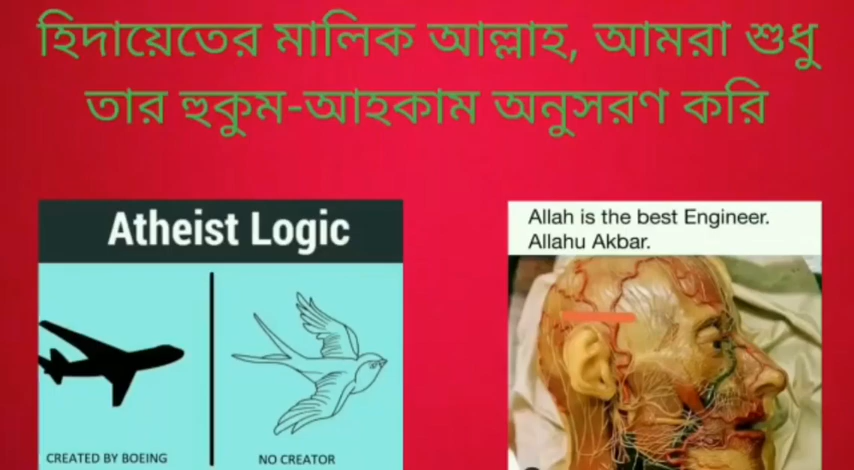 হিদায়েতের মালিক আল্লাহ, আমরা শুধু
তার হুকুম-আহকাম অনুসরণ করি
Atheist Logic
CREATED BY BOEING
NO CREATOR
Allah is the best Engineer.
Allahu Akbar.